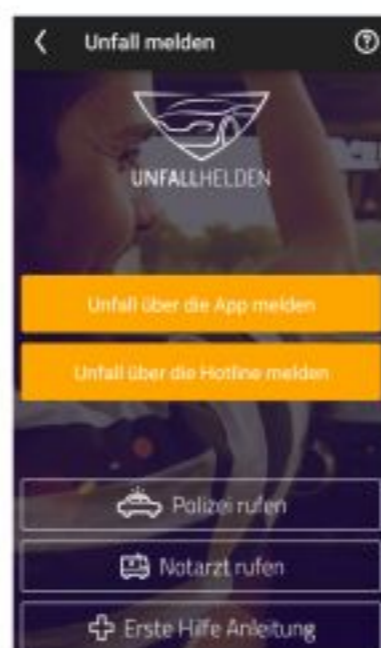 Unfall melden
UNFALLHELDEN
Unfall über die App melden
Unfall über die Hotline melden
Polizei rufen
Notarzt rufen
Erste Hilfe Anleitung